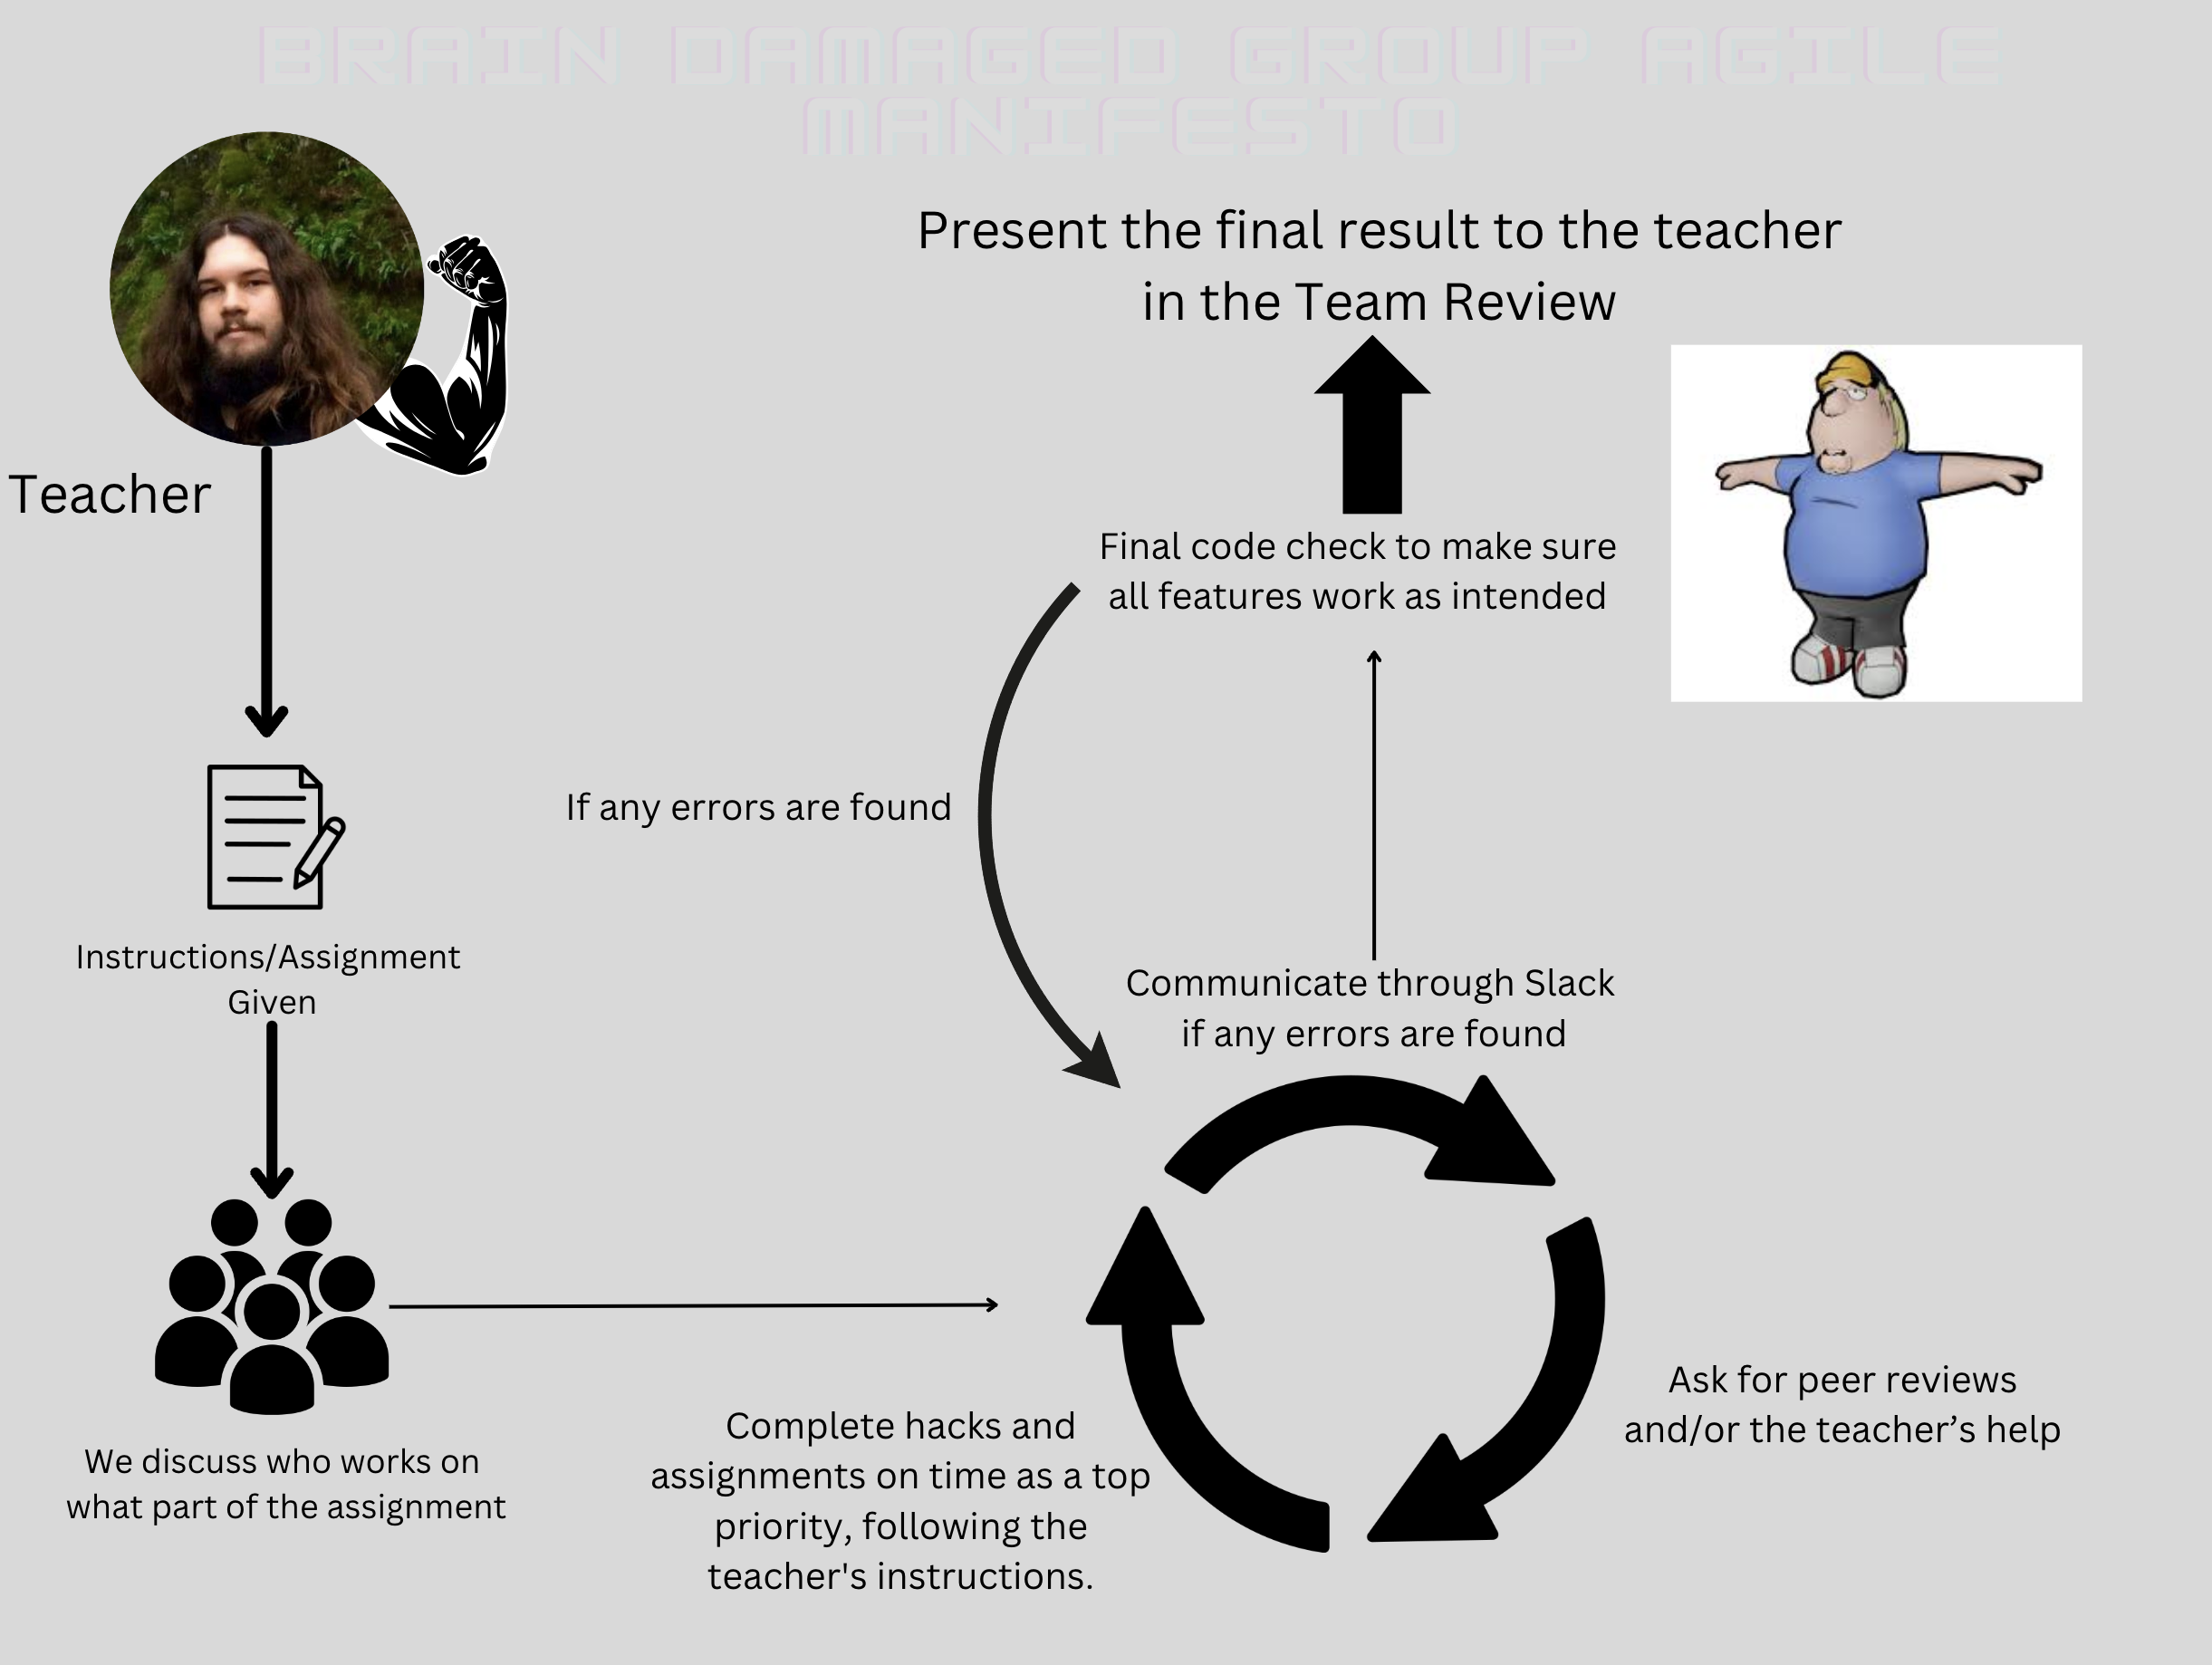 BRAIN DAMAGED GROUP AGILE
MANIFESTO
Teacher
Instructions/Assignment
Given
We discuss who works on
what part of the assignment
Present the final result to the teacher
in the Team Review
Final code check to make sure
all features work as intended
If any errors are found
Communicate through Slack
if any errors are found
Ask for peer reviews
and/or the teacher’s help
Complete hacks and
assignments on time as a top
priority, following the
teacher's instructions.